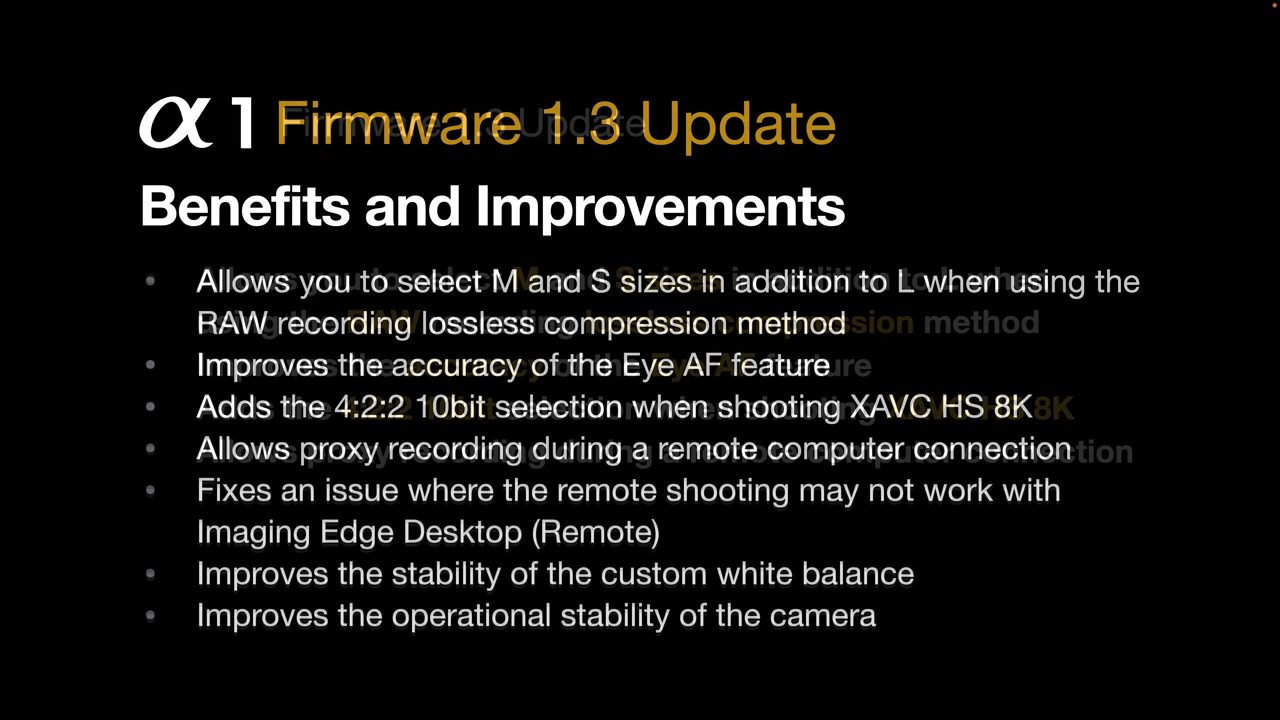 α 1 Firmware 1.3 Update
Benefits and Improvements
• Allows you to select M and S sizes in addition to L when using the
RAW recording lossless compression method
• Improves the accuracy of the Eye AF feature
• Adds the 4:2:2 10bit selection when shooting XAVC HS 8K
• Allows proxy recording during a remote computer connection
• Fixes an issue where the remote shooting may not work with
Imaging Edge Desktop (Remote)
• Improves the stability of the custom white balance
• Improves the operational stability of the camera